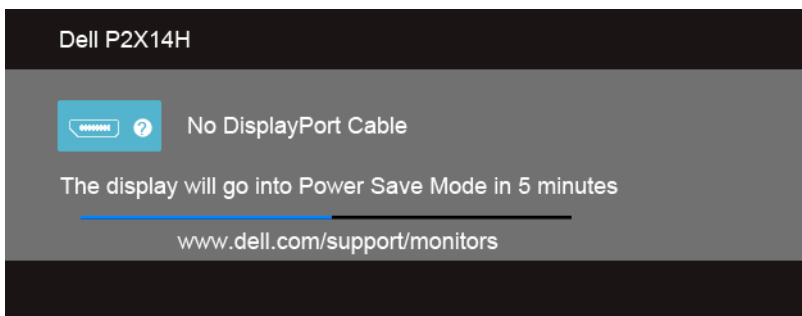 Dell P2X14H
No DisplayPort Cable
The display will go into Power Save Mode in 5 minutes
www.dell.com/support/monitors